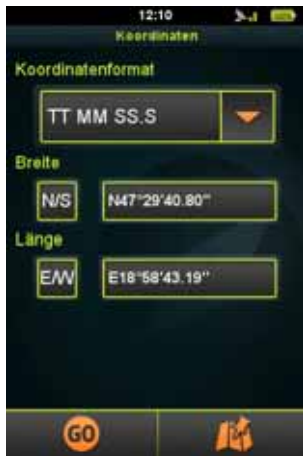 12:10
Koordinaten
Koordinatenformat
TT MM SS.S
Breite
N/S N47°29'40.80"
Länge
E/W E18°58'43.19"
GO